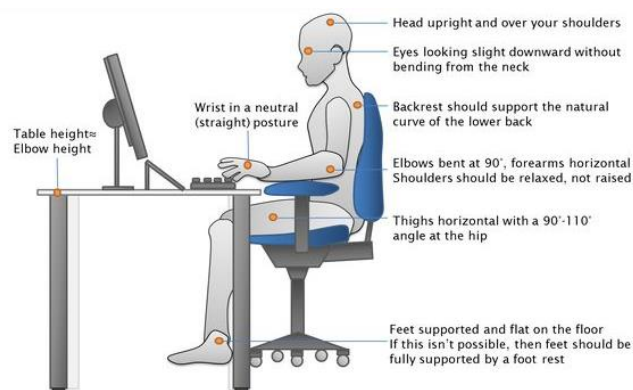 Head upright and over your shoulders
Eyes looking slight downward without
bending from the neck
Wrist in a neutral
(straight) posture
Backrest should support the natural
curve of the lower back
Table height≈
Elbow height
Elbows bent at 90˚, forearms horizontal
Shoulders should be relaxed, not raised
Thighs horizontal with a 90˚-110˚
angle at the hip
Feet supported and flat on the floor
If this isn't possible, then feet should be
fully supported by a foot rest